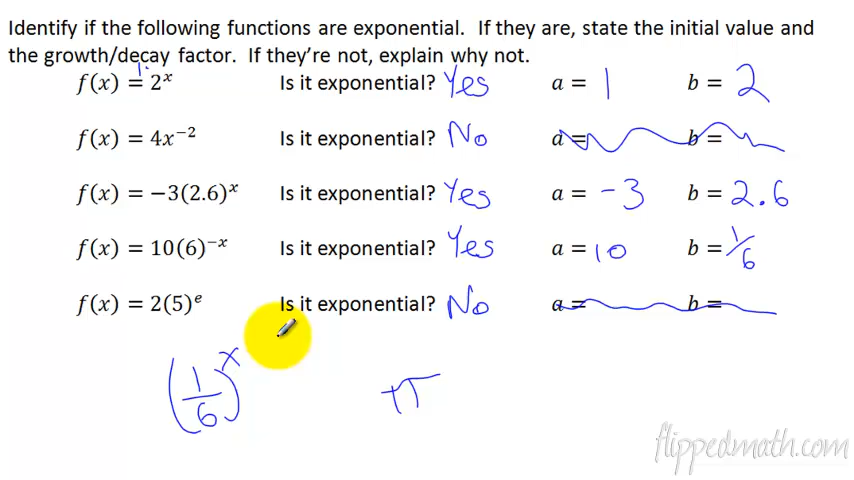 Identify if the following functions are exponential. If they are, state the initial value and
the growth/decay factor. If they're not, explain why not.
f(x) = 1·2ˣ Is it exponential? Yes a = 1 b = 2
f(x) = 4x⁻² Is it exponential? No a = b =
f(x) = −3(2.6)ˣ Is it exponential? Yes a = -3 b = 2.6
f(x) = 10(6)⁻ˣ Is it exponential? Yes a = 10 b = 1/6
f(x) = 2(5)ᵉ Is it exponential? No a = b =
(1/6)ˣ π
flippedmath.com